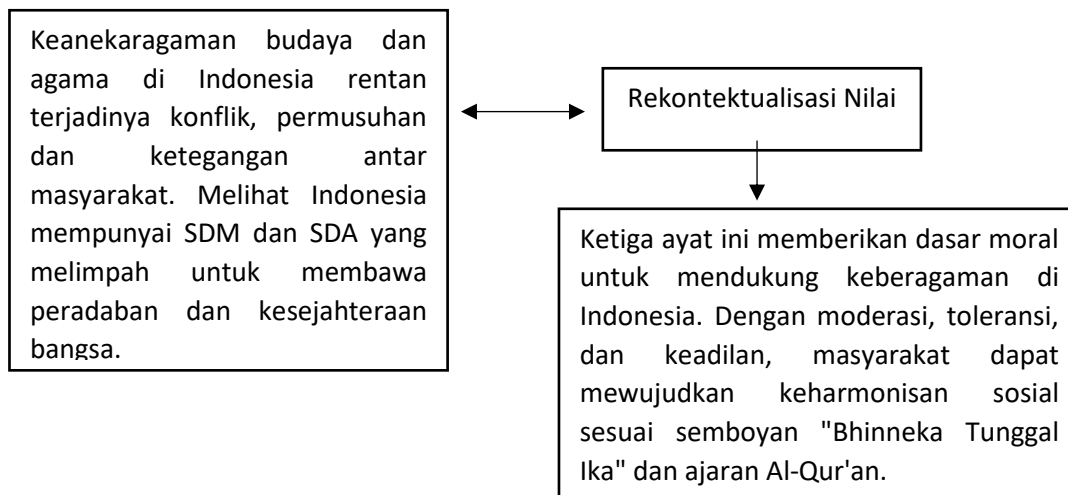 Keanekaragaman budaya dan
agama di Indonesia rentan
terjadinya konflik, permusuhan
dan ketegangan antar
masyarakat. Melihat Indonesia
mempunyai SDM dan SDA yang
melimpah untuk membawa
peradaban dan kesejahteraan
bangsa.
Rekontektualisasi Nilai
Ketiga ayat ini memberikan dasar moral
untuk mendukung keberagaman di
Indonesia. Dengan moderasi, toleransi,
dan keadilan, masyarakat dapat
mewujudkan keharmonisan sosial
sesuai semboyan "Bhinneka Tunggal
Ika" dan ajaran Al-Qur'an.